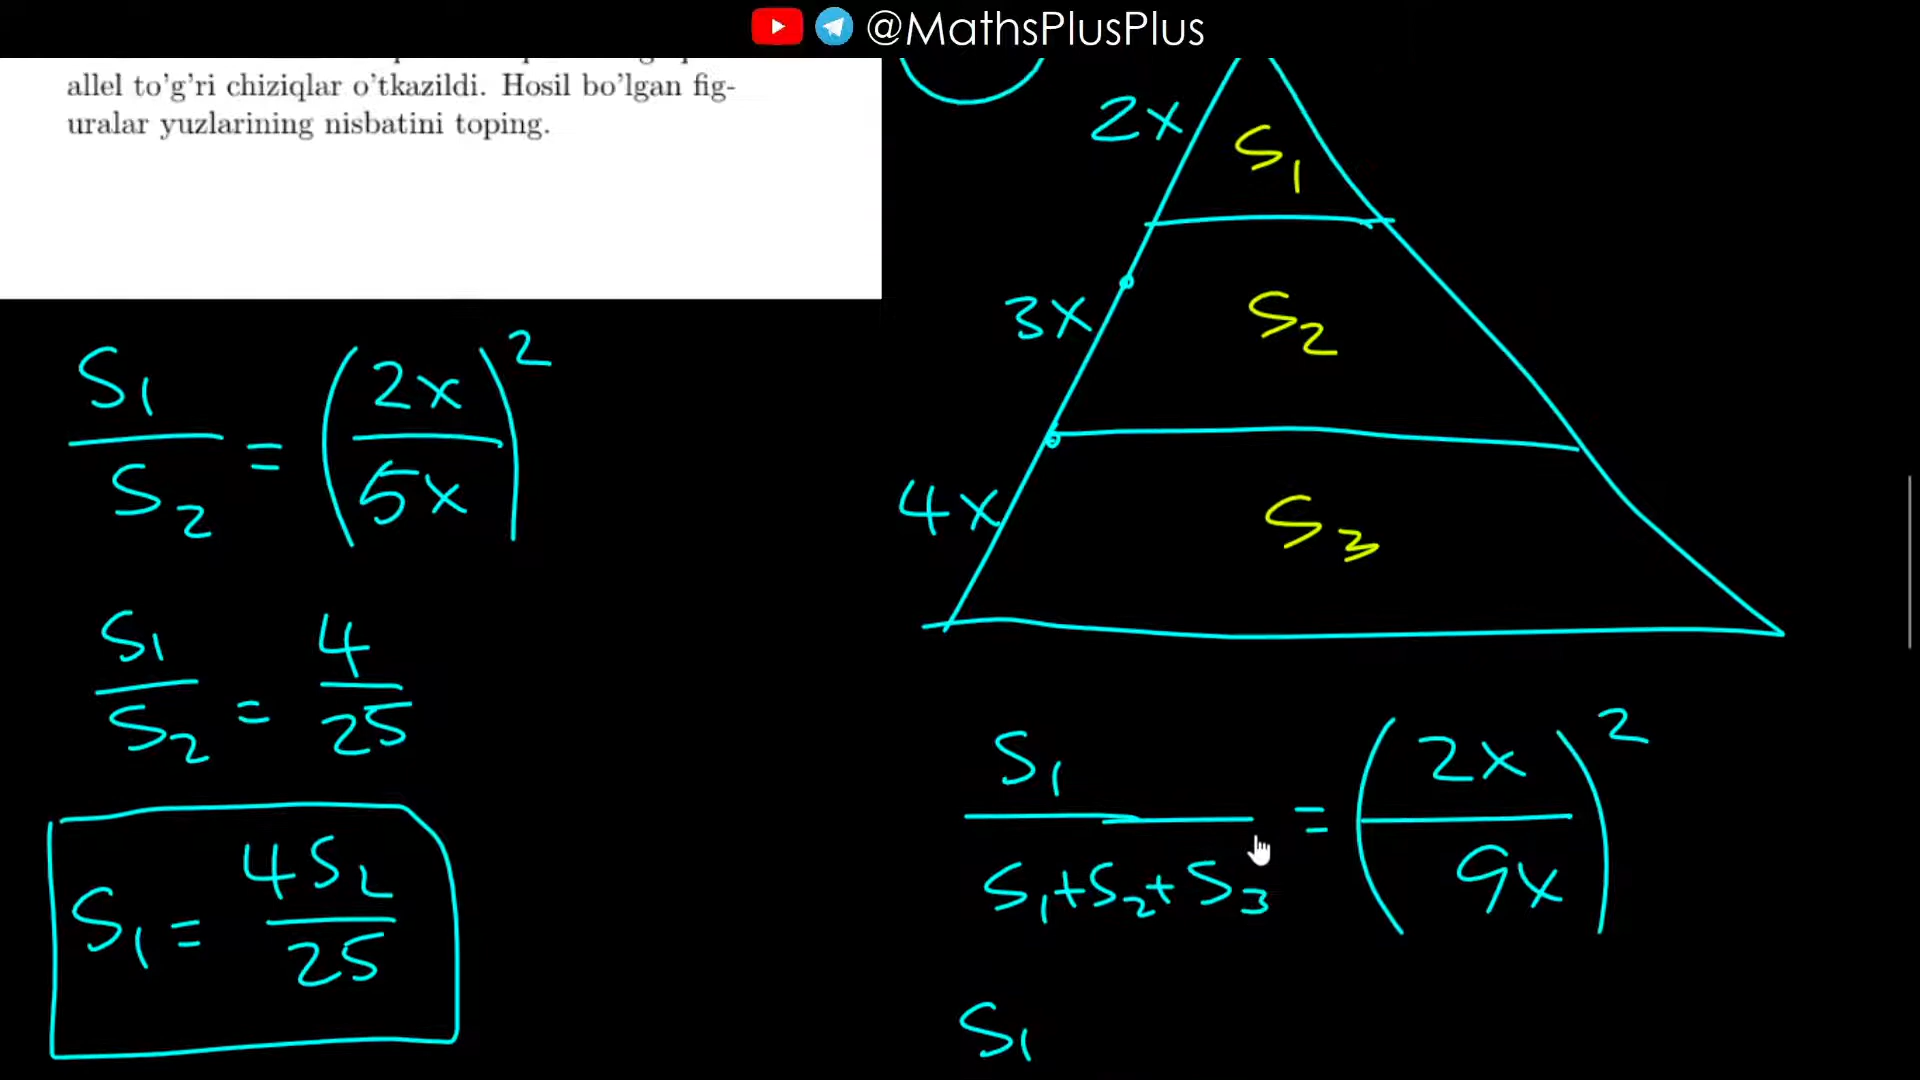 @MathsPlusPlus
allel to'g'ri chiziqlar o'tkazildi. Hosil bo'lgan fig-
uralar yuzlarining nisbatini toping.
2x
S₁
3x
S₂
4x
S₃
S₁/S₂ = (2x/5x)²
S₁/S₂ = 4/25
S₁ = 4S₂/25
S₁/(S₁+S₂+S₃) = (2x/9x)²
S₁